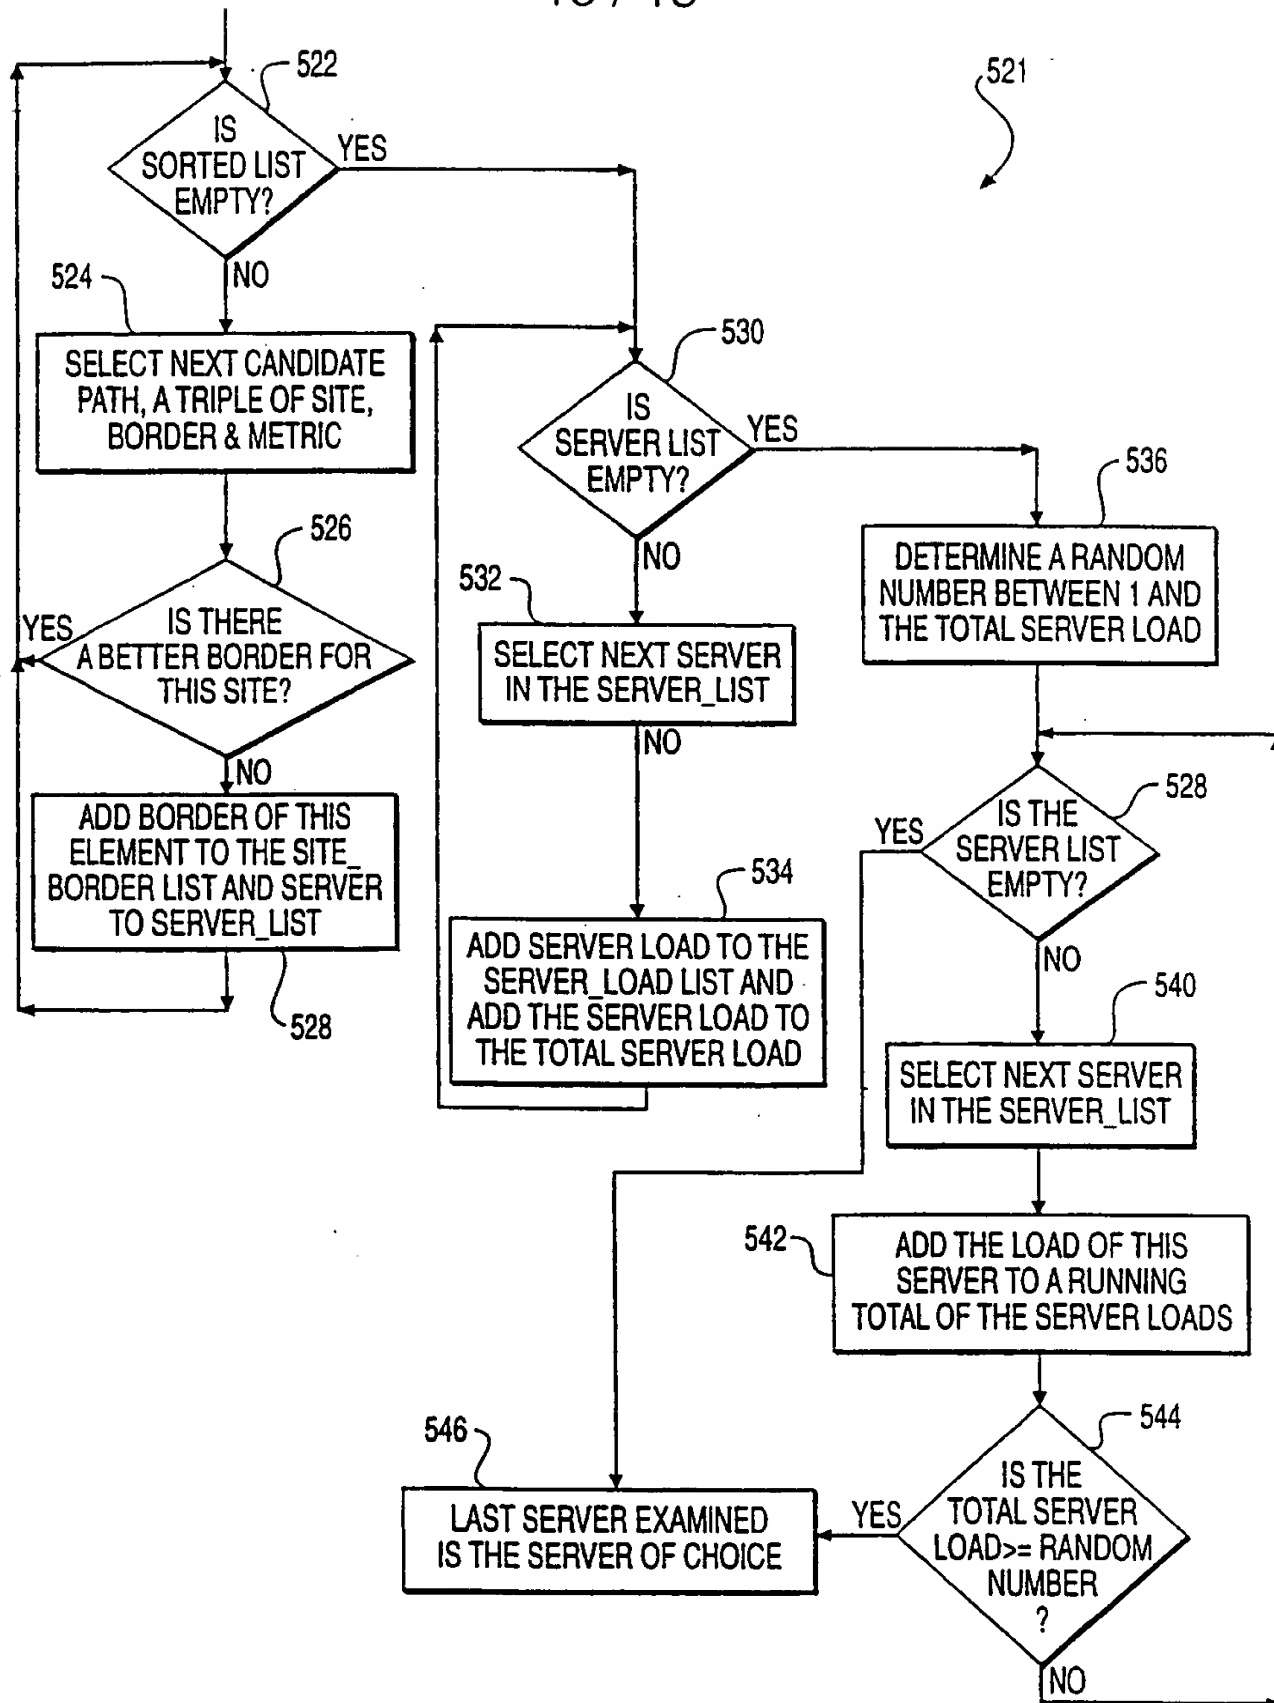 522
521
IS
SORTED LIST
EMPTY?
YES
NO
524
SELECT NEXT CANDIDATE
PATH, A TRIPLE OF SITE,
BORDER & METRIC
526
YES
IS THERE
A BETTER BORDER FOR
THIS SITE?
NO
ADD BORDER OF THIS
ELEMENT TO THE SITE_
BORDER LIST AND SERVER
TO SERVER_LIST
528
530
IS
SERVER LIST
EMPTY?
YES
NO
532
SELECT NEXT SERVER
IN THE SERVER_LIST
NO
534
ADD SERVER LOAD TO THE
SERVER_LOAD LIST AND
ADD THE SERVER LOAD TO
THE TOTAL SERVER LOAD
536
DETERMINE A RANDOM
NUMBER BETWEEN 1 AND
THE TOTAL SERVER LOAD
528
YES
IS THE
SERVER LIST
EMPTY?
NO
540
SELECT NEXT SERVER
IN THE SERVER_LIST
542
ADD THE LOAD OF THIS
SERVER TO A RUNNING
TOTAL OF THE SERVER LOADS
544
IS THE
TOTAL SERVER
LOAD>= RANDOM
NUMBER
?
YES
NO
546
LAST SERVER EXAMINED
IS THE SERVER OF CHOICE